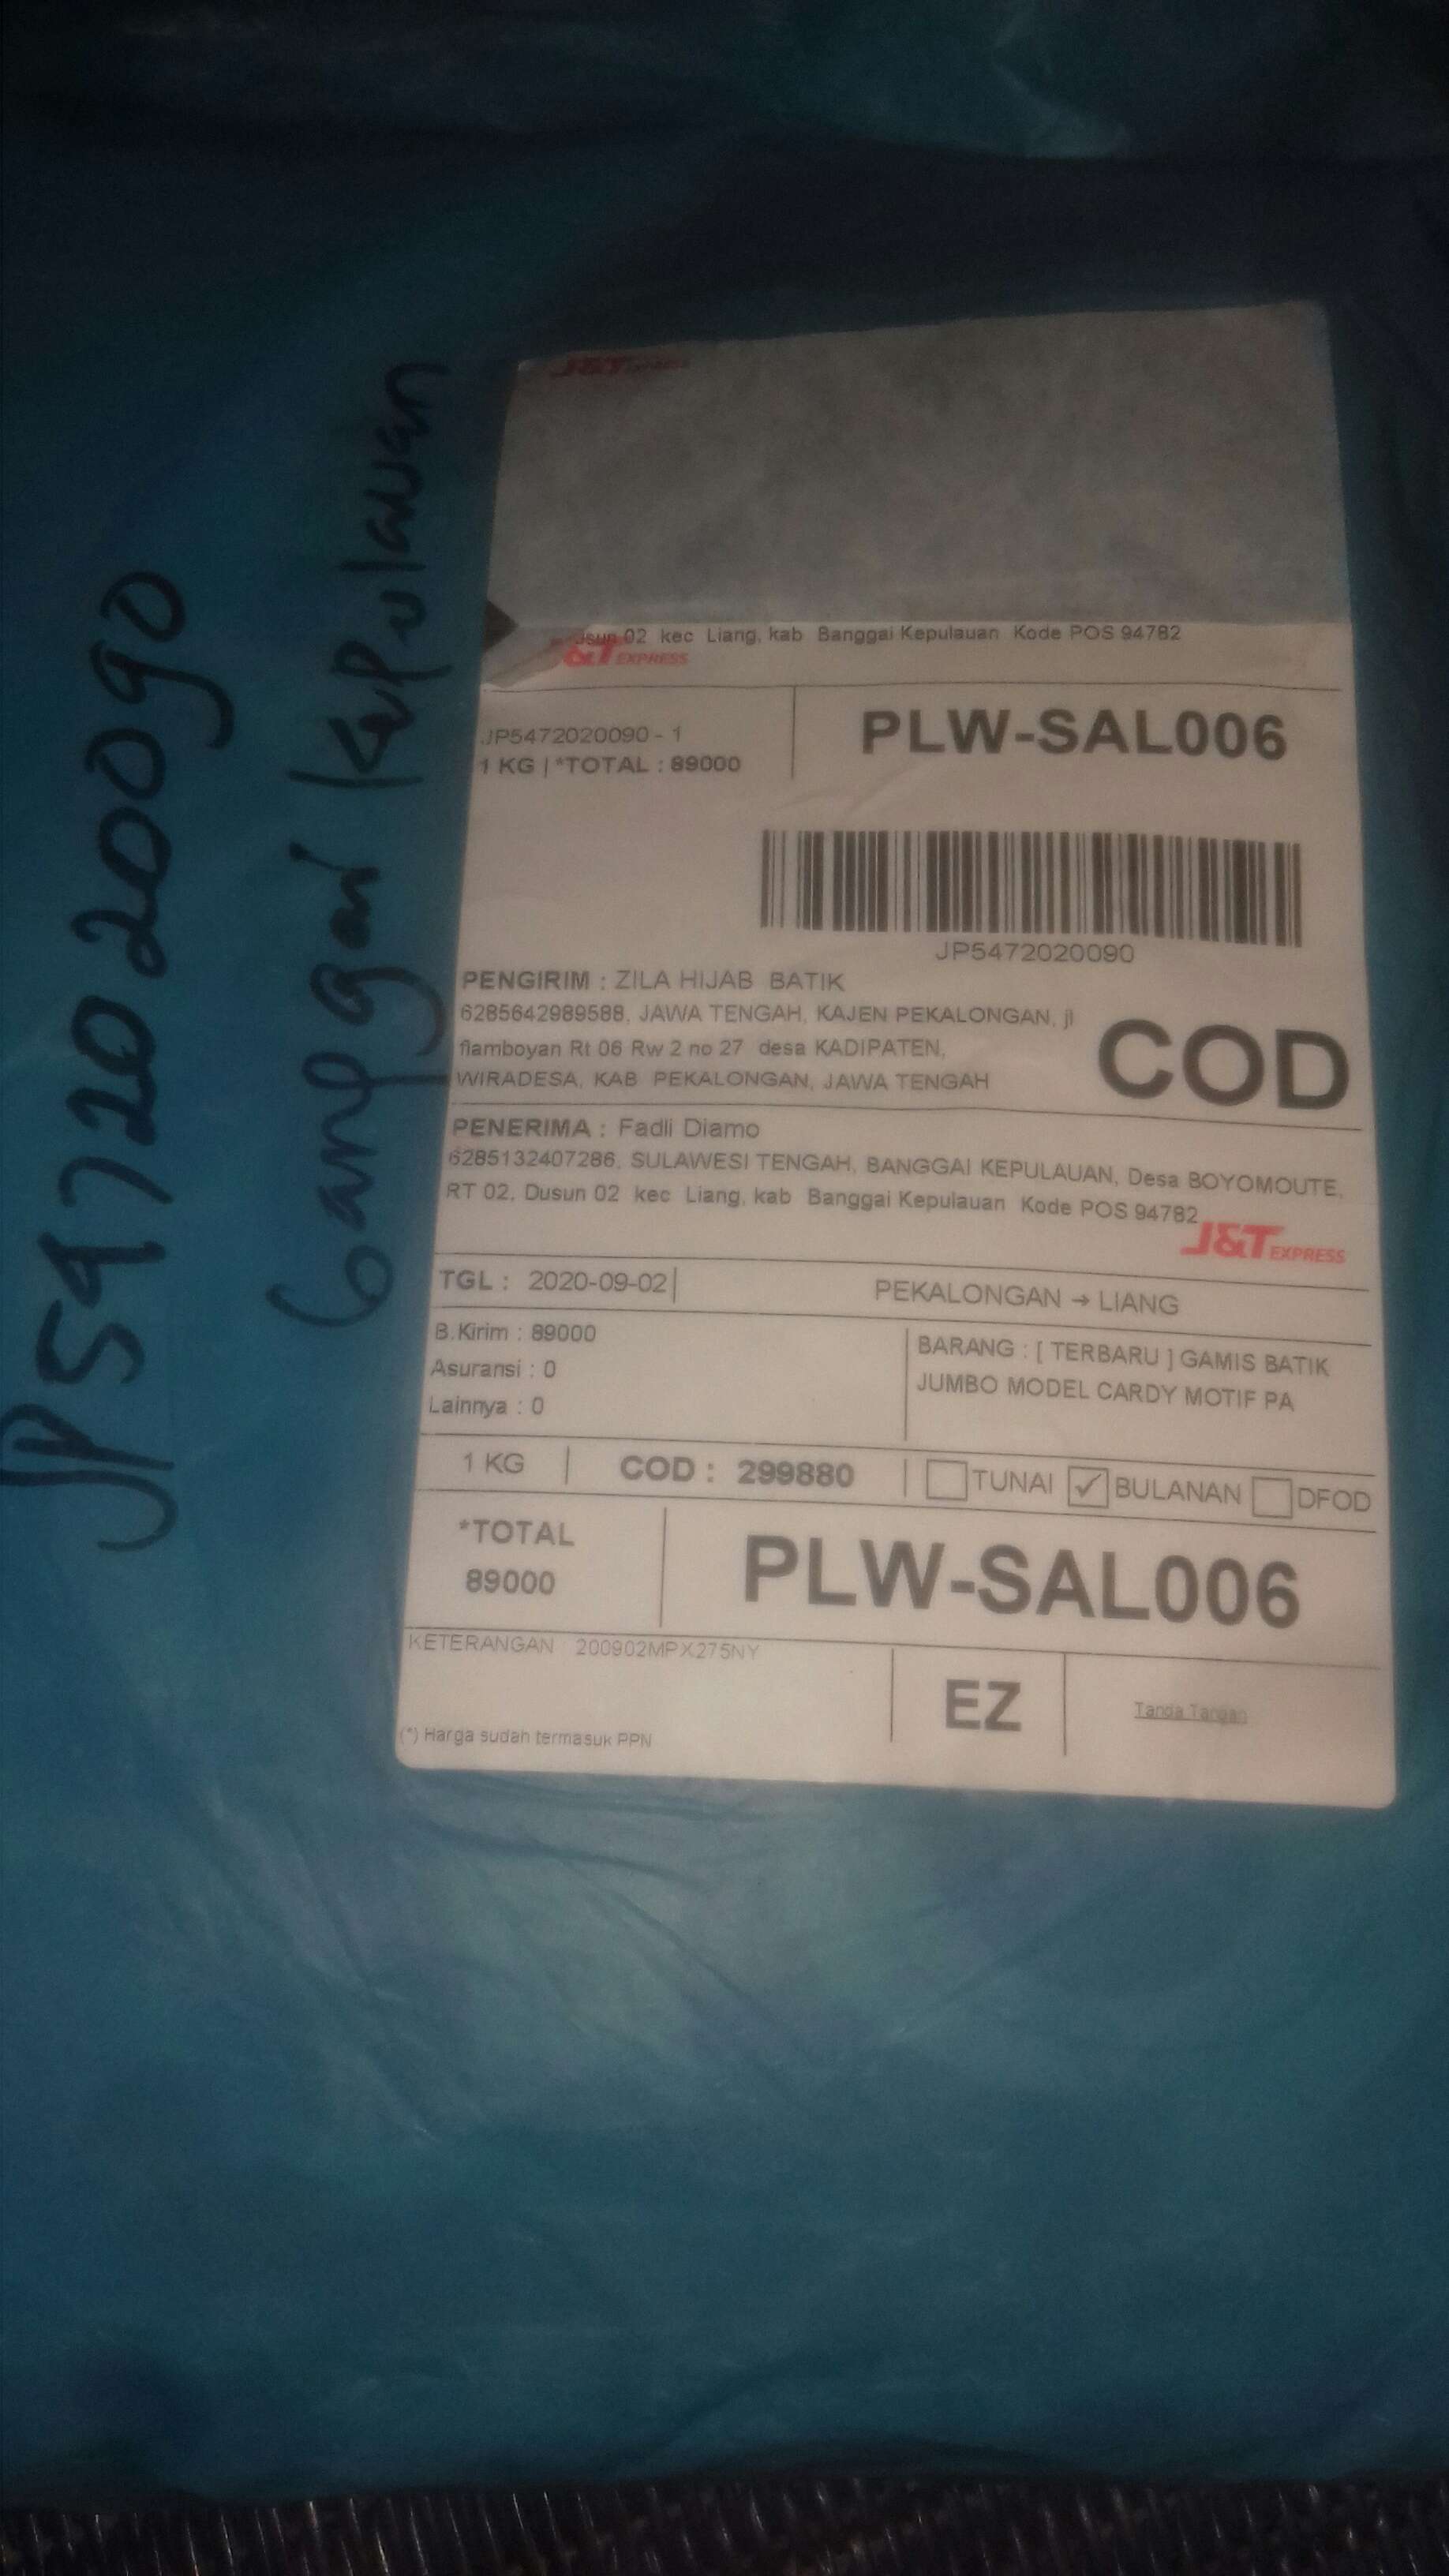 J&T EXPRESS
Dusun 02 kec Liang, kab Banggai Kepulauan Kode POS 94782
J&T EXPRESS
JP5472020090 - 1
1 KG | *TOTAL : 89000
PLW-SAL006
JP5472020090
PENGIRIM : ZILA HIJAB BATIK
6285642989588, JAWA TENGAH, KAJEN PEKALONGAN, jl
flamboyan Rt 06 Rw 2 no 27 desa KADIPATEN,
WIRADESA, KAB PEKALONGAN, JAWA TENGAH
COD
PENERIMA : Fadli Diamo
6285132407286, SULAWESI TENGAH, BANGGAI KEPULAUAN, Desa BOYOMOUTE,
RT 02, Dusun 02 kec Liang, kab Banggai Kepulauan Kode POS 94782
J&T EXPRESS
TGL : 2020-09-02
PEKALONGAN → LIANG
B.Kirim : 89000
Asuransi : 0
Lainnya : 0
BARANG : [ TERBARU ] GAMIS BATIK
JUMBO MODEL CARDY MOTIF PA
1 KG
COD : 299880
TUNAI ✓ BULANAN DFOD
*TOTAL
89000
PLW-SAL006
KETERANGAN 200902MPX275NY
(*) Harga sudah termasuk PPN
EZ
Tanda Tangan
JP5472020090
Banggai Kepulauan